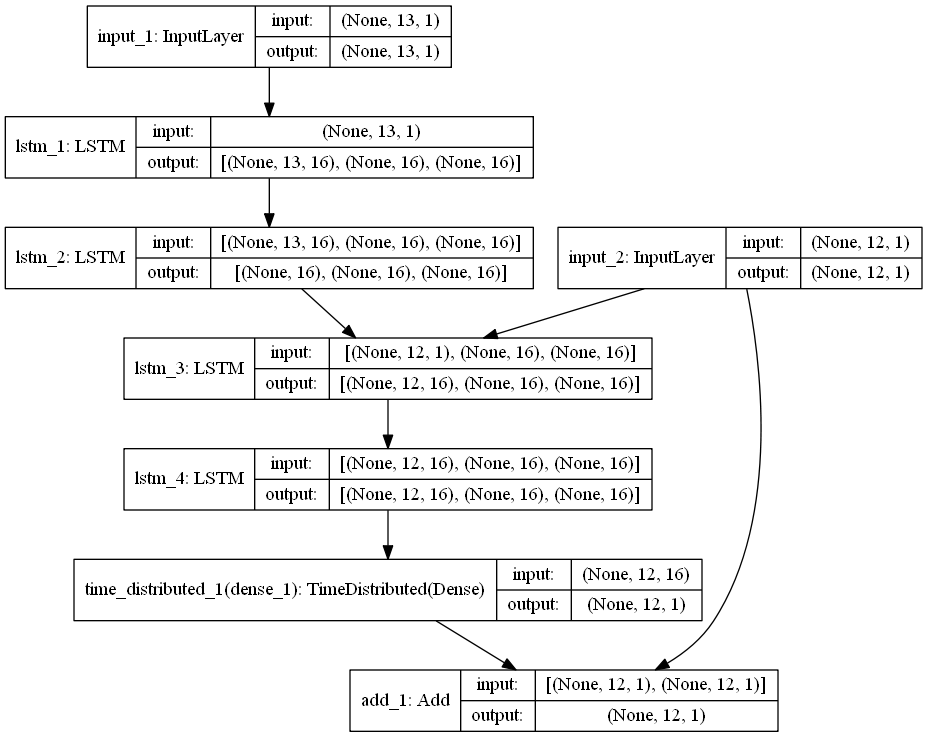 input_1: InputLayer
input: (None, 13, 1)
output: (None, 13, 1)
lstm_1: LSTM
input: (None, 13, 1)
output: [(None, 13, 16), (None, 16), (None, 16)]
lstm_2: LSTM
input: [(None, 13, 16), (None, 16), (None, 16)]
output: [(None, 16), (None, 16), (None, 16)]
input_2: InputLayer
input: (None, 12, 1)
output: (None, 12, 1)
lstm_3: LSTM
input: [(None, 12, 1), (None, 16), (None, 16)]
output: [(None, 12, 16), (None, 16), (None, 16)]
lstm_4: LSTM
input: [(None, 12, 16), (None, 16), (None, 16)]
output: [(None, 12, 16), (None, 16), (None, 16)]
time_distributed_1(dense_1): TimeDistributed(Dense)
input: (None, 12, 16)
output: (None, 12, 1)
add_1: Add
input: [(None, 12, 1), (None, 12, 1)]
output: (None, 12, 1)